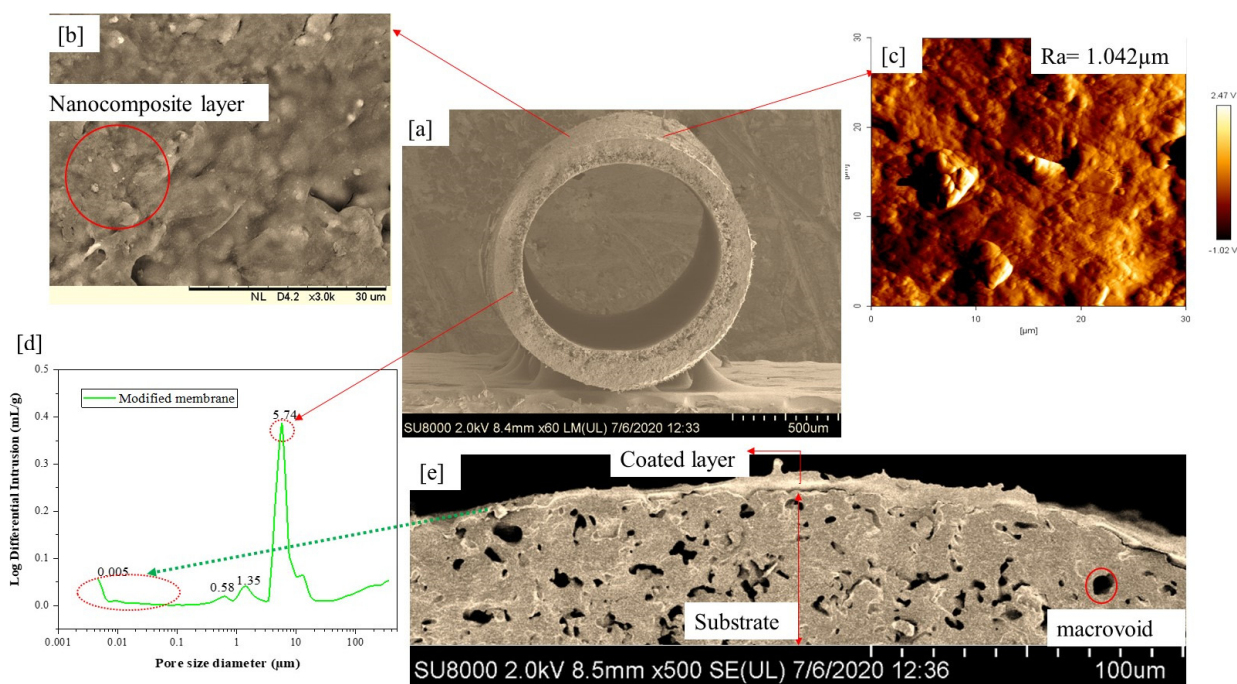 [b]
Nanocomposite layer
NL D4.2 x3.0k 30 um
[a]
SU8000 2.0kV 8.4mm x60 LM(UL) 7/6/2020 12:33
500um
[c]
Ra= 1.042µm
30
20
10
0
[µm]
0 10 20 30
[µm]
2.47 V
-1.02 V
[d]
Modified membrane
5.74
0.005
0.58
1.35
0.5
0.4
0.3
0.2
0.1
0.0
Log Differential Intrusion (mL/g)
0.001 0.01 0.1 1 10 100
Pore size diameter (µm)
[e]
Coated layer
Substrate
macrovoid
SU8000 2.0kV 8.5mm x500 SE(UL) 7/6/2020 12:36
100um